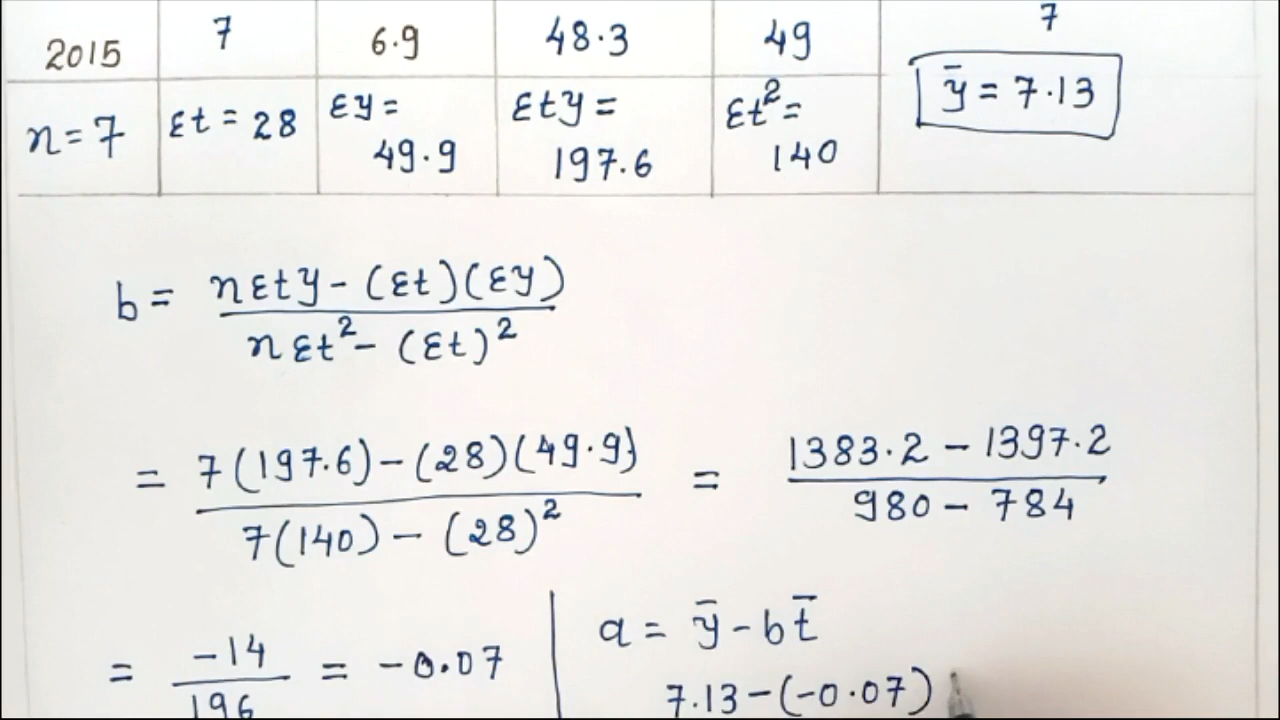 2015 7 6.9 48.3 49 7
n=7 Σt = 28 Σy= 49.9 Σty= 197.6 Σt²= 140 ȳ = 7.13
b = nΣty - (Σt)(Σy)
nΣt² - (Σt)²
= 7(197.6) - (28)(49.9) = 1383.2 - 1397.2
7(140) - (28)² 980 - 784
= -14 = -0.07
196
a = ȳ - bt̄
7.13-(-0.07)